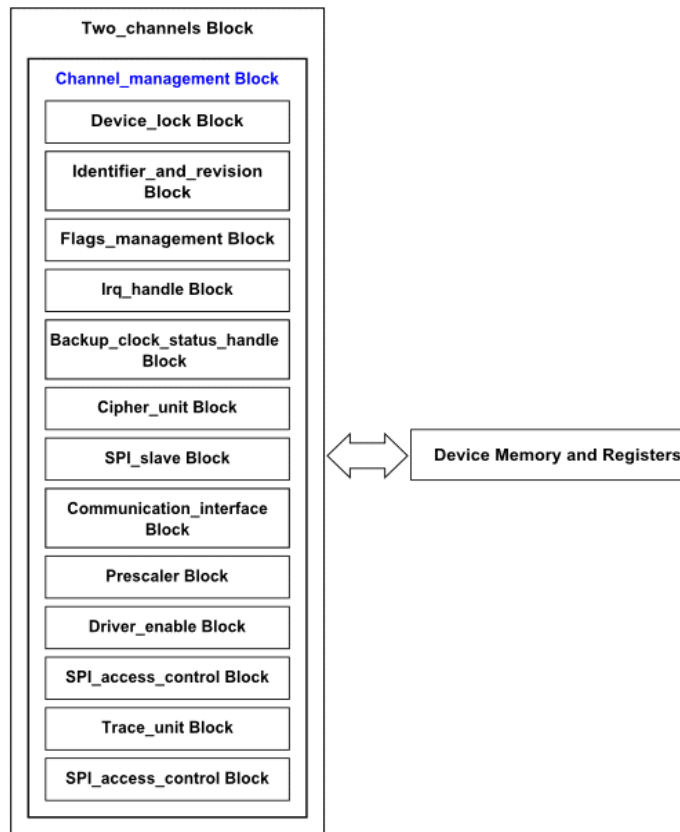 Two_channels Block
Channel_management Block
Device_lock Block
Identifier_and_revision
Block
Flags_management Block
Irq_handle Block
Backup_clock_status_handle
Block
Cipher_unit Block
SPI_slave Block
Device Memory and Registers
Communication_interface
Block
Prescaler Block
Driver_enable Block
SPI_access_control Block
Trace_unit Block
SPI_access_control Block